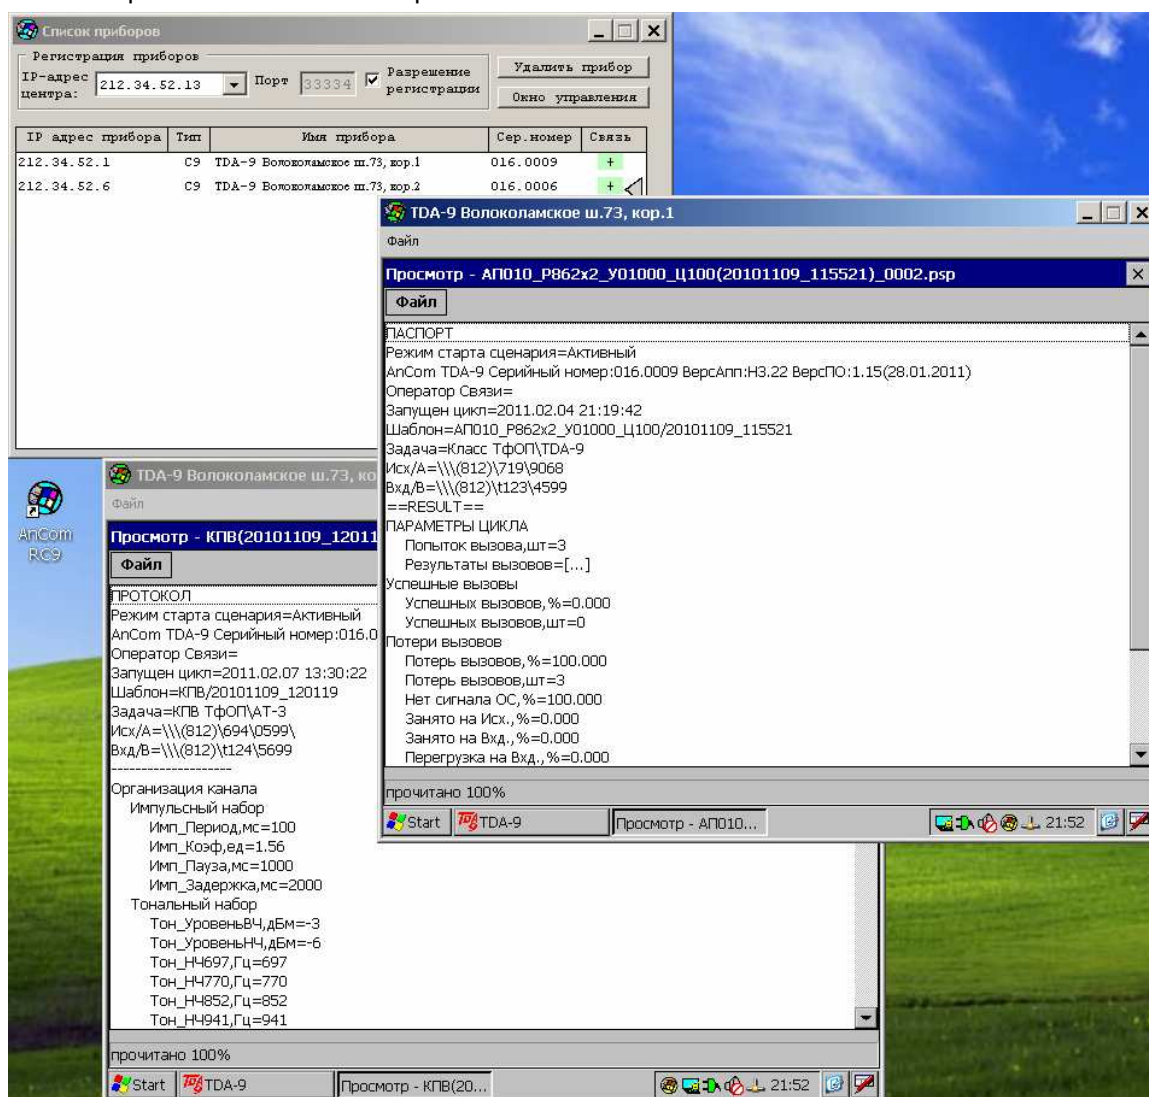 Список приборов
Регистрация приборов
IP-адрес центра: 212.34.52.13 Порт 33334 Разрешение регистрации
Удалить прибор
Окно управления
IP адрес прибора Тип Имя прибора Сер.номер Связь
212.34.52.1 C9 TDA-9 Волоколамское ш.73, кор.1 016.0009 +
212.34.52.6 C9 TDA-9 Волоколамское ш.73, кор.2 016.0006 +
TDA-9 Волоколамское ш.73, кор.1
Файл
Просмотр - АП010_P862x2_У01000_Ц100(20101109_115521)_0002.psp
Файл
ПАСПОРТ
Режим старта сценария=Активный
AnCom TDA-9 Серийный номер:016.0009 ВерсАпп:H3.22 ВерсПО:1.15(28.01.2011)
Оператор Связи=
Запущен цикл=2011.02.04 21:19:42
Шаблон=АП010_P862x2_У01000_Ц100/20101109_115521
Задача=Класс ТфОП\TDA-9
Исх/A=\\\(812)\719\9068
Вхд/B=\\\(812)\t123\4599
==RESULT==
ПАРАМЕТРЫ ЦИКЛА
Попыток вызова,шт=3
Результаты вызовов=[...]
Успешные вызовы
Успешных вызовов,%=0.000
Успешных вызовов,шт=0
Потери вызовов
Потерь вызовов,%=100.000
Потерь вызовов,шт=3
Нет сигнала ОС,%=100.000
Занято на Исх.,%=0.000
Занято на Вхд.,%=0.000
Перегрузка на Вхд.,%=0.000
прочитано 100%
Start TDA-9 Просмотр - АП010... 21:52
AnCom
RC9
TDA-9 Волоколамское ш.73, ко
Файл
Просмотр - КПВ(20101109_12011
Файл
ПРОТОКОЛ
Режим старта сценария=Активный
AnCom TDA-9 Серийный номер:016.0
Оператор Связи=
Запущен цикл=2011.02.07 13:30:22
Шаблон=КПВ/20101109_120119
Задача=КПВ ТфОП\АТ-3
Исх/A=\\\(812)\694\0599\
Вхд/B=\\\(812)\t124\5699
--------------------
Организация канала
Импульсный набор
Имп_Период,мс=100
Имп_Коэф,ед=1.56
Имп_Пауза,мс=1000
Имп_Задержка,мс=2000
Тональный набор
Тон_УровеньВЧ,дБм=-3
Тон_УровеньНЧ,дБм=-6
Тон_НЧ697,Гц=697
Тон_НЧ770,Гц=770
Тон_НЧ852,Гц=852
Тон_НЧ941,Гц=941
прочитано 100%
Start TDA-9 Просмотр - КПВ(20... 21:52